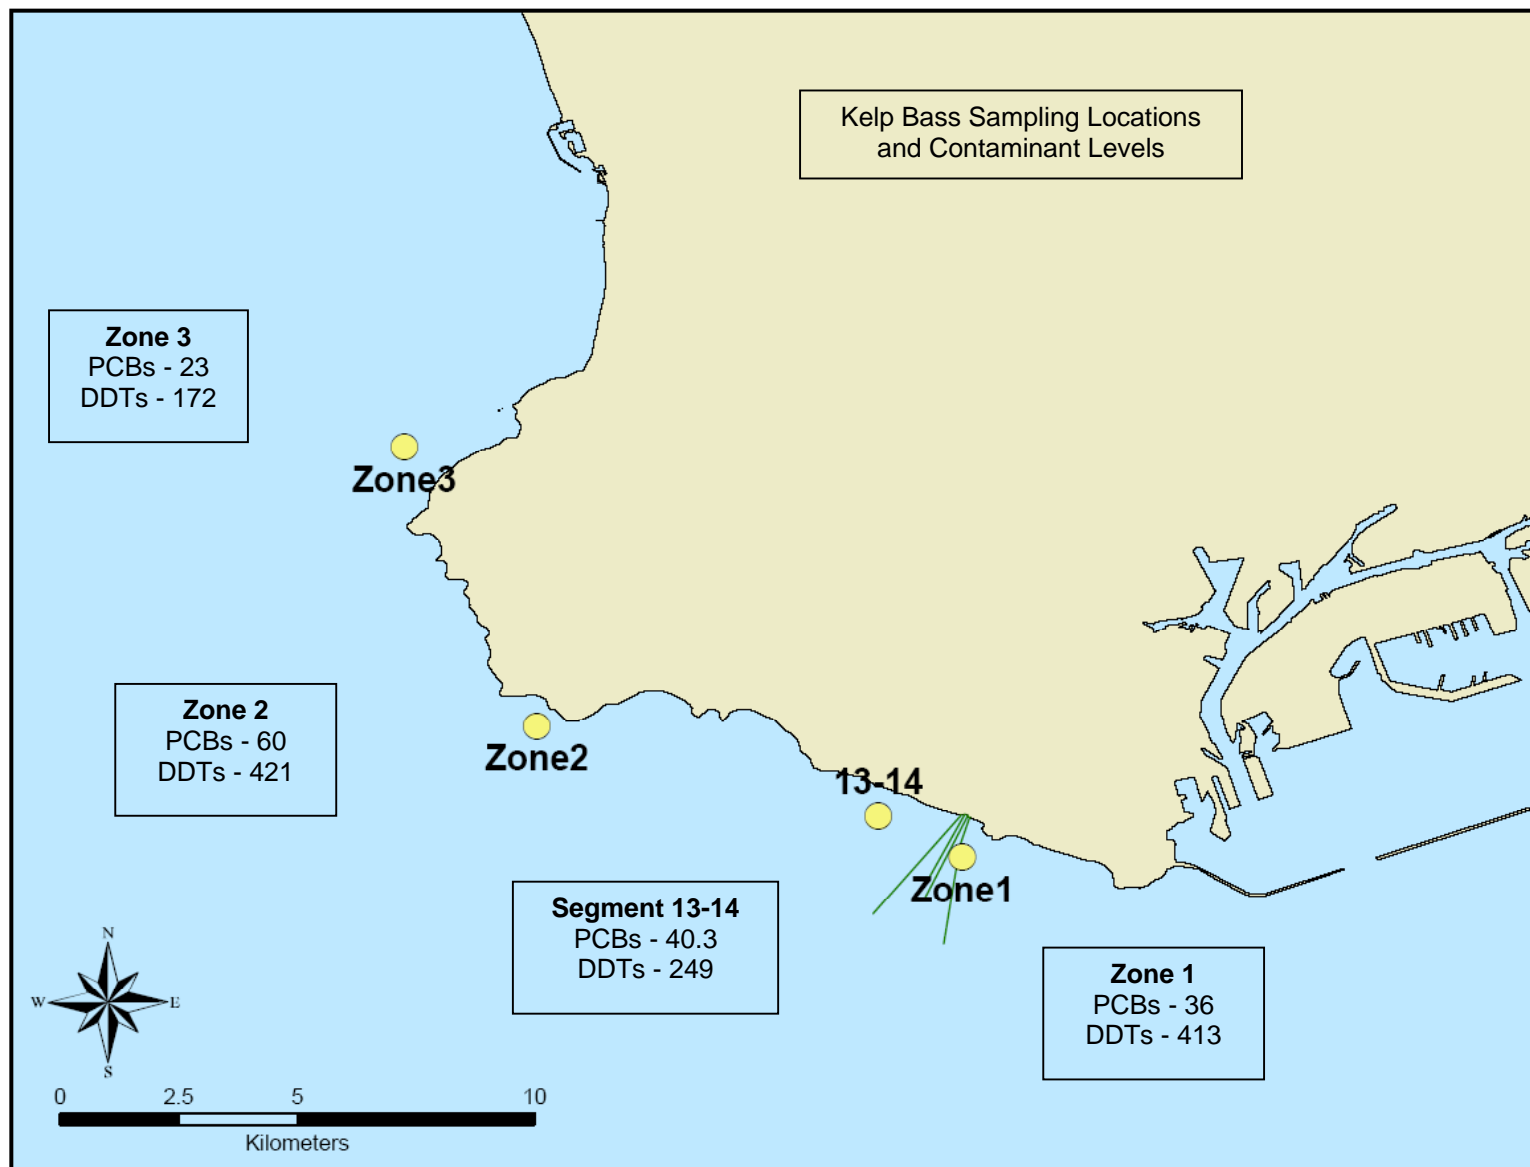 Kelp Bass Sampling Locations
and Contaminant Levels
Zone 3
PCBs - 23
DDTs - 172
Zone3
Zone 2
PCBs - 60
DDTs - 421
Zone2
13-14
Zone1
Segment 13-14
PCBs - 40.3
DDTs - 249
Zone 1
PCBs - 36
DDTs - 413
N
W E
S
0 2.5 5 10
Kilometers